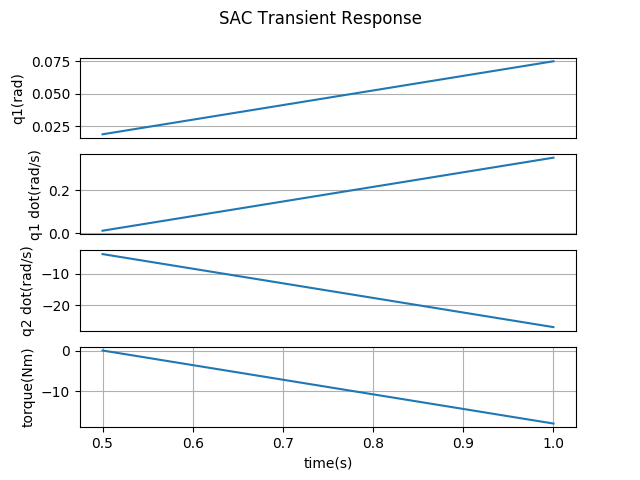 SAC Transient Response
0.075
0.050
0.025
q1(rad)
0.2
0.0
q1 dot(rad/s)
−10
−20
q2 dot(rad/s)
0
−10
torque(Nm)
0.5 0.6 0.7 0.8 0.9 1.0
time(s)